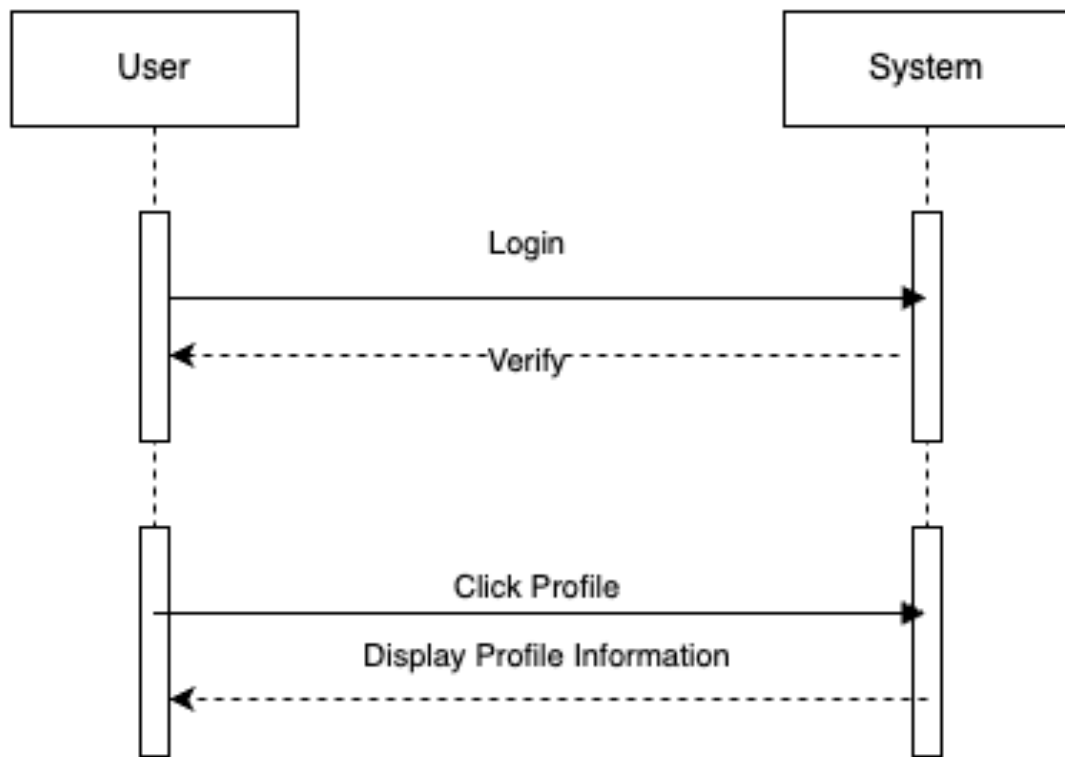 User
System
Login
Verify
Click Profile
Display Profile Information